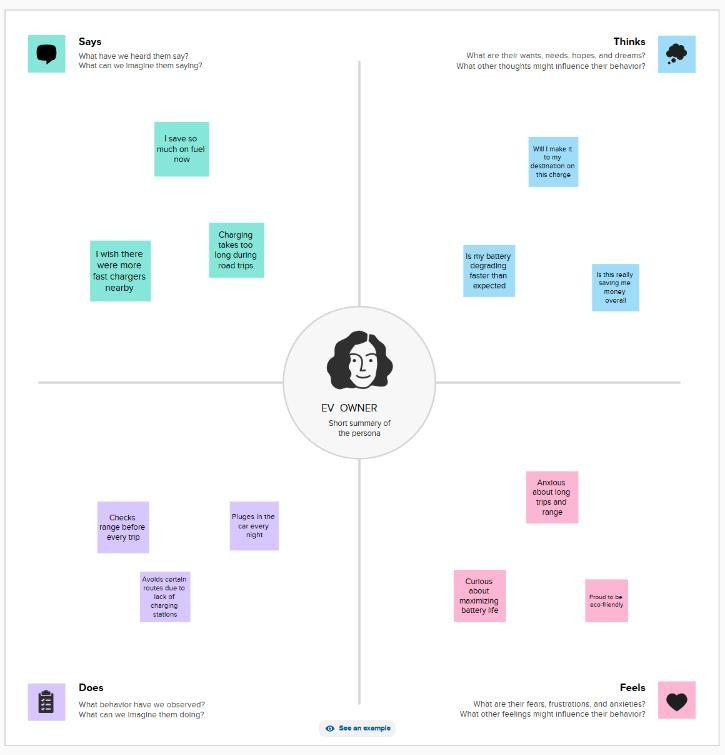 Says
What have we heard them say?
What can we imagine them saying?
Thinks
What are their wants, needs, hopes, and dreams?
What other thoughts might influence their behavior?
I save so
much on fuel
now
Will I make it
to my
destination on
this charge
I wish there
were more
fast chargers
nearby
Charging
takes too
long during
road trips.
Is my battery
degrading
faster than
expected
Is this really
saving me
money
overall
EV OWNER
Short summary of
the persona
Checks
range before
every trip
Pluges in the
car every
night
Avoids certain
routes due to
lack of
charging
stations
Anxious
about long
trips and
range
Curious
about
maximizing
battery life
Proud to be
eco-friendly
Does
What behavior have we observed?
What can we imagine them doing?
Feels
What are their fears, frustrations, and anxieties?
What other feelings might influence their behavior?
See an example